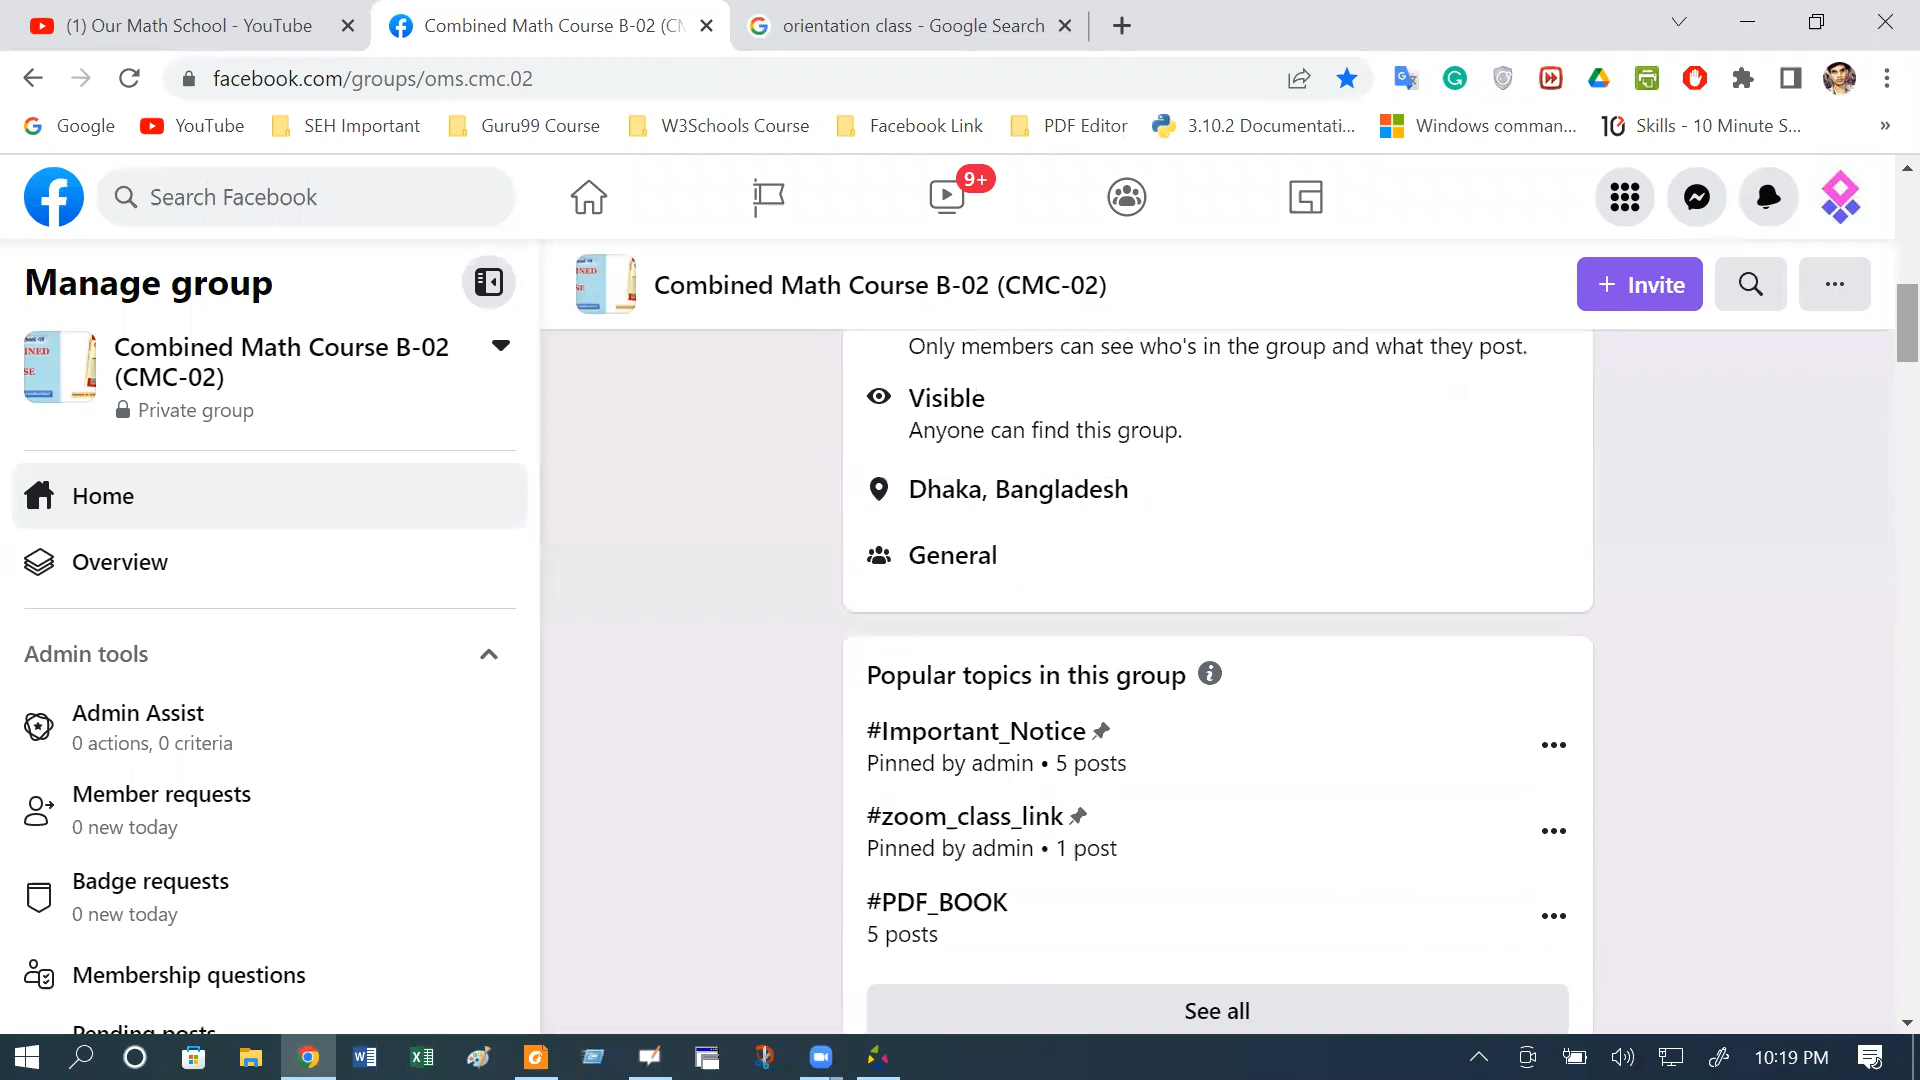 (1) Our Math School - YouTube
Combined Math Course B-02 (CM
orientation class - Google Search
facebook.com/groups/oms.cmc.02
Google
YouTube
SEH Important
Guru99 Course
W3Schools Course
Facebook Link
PDF Editor
3.10.2 Documentati...
Windows comman...
Skills - 10 Minute S...
»
Search Facebook
9+
Manage group
Combined Math Course B-02
(CMC-02)
Private group
Home
Overview
Admin tools
Admin Assist
0 actions, 0 criteria
Member requests
0 new today
Badge requests
0 new today
Membership questions
Pending posts
Combined Math Course B-02 (CMC-02)
+ Invite
Only members can see who's in the group and what they post.
Visible
Anyone can find this group.
Dhaka, Bangladesh
General
Popular topics in this group
#Important_Notice
Pinned by admin • 5 posts
#zoom_class_link
Pinned by admin • 1 post
#PDF_BOOK
5 posts
See all
10:19 PM